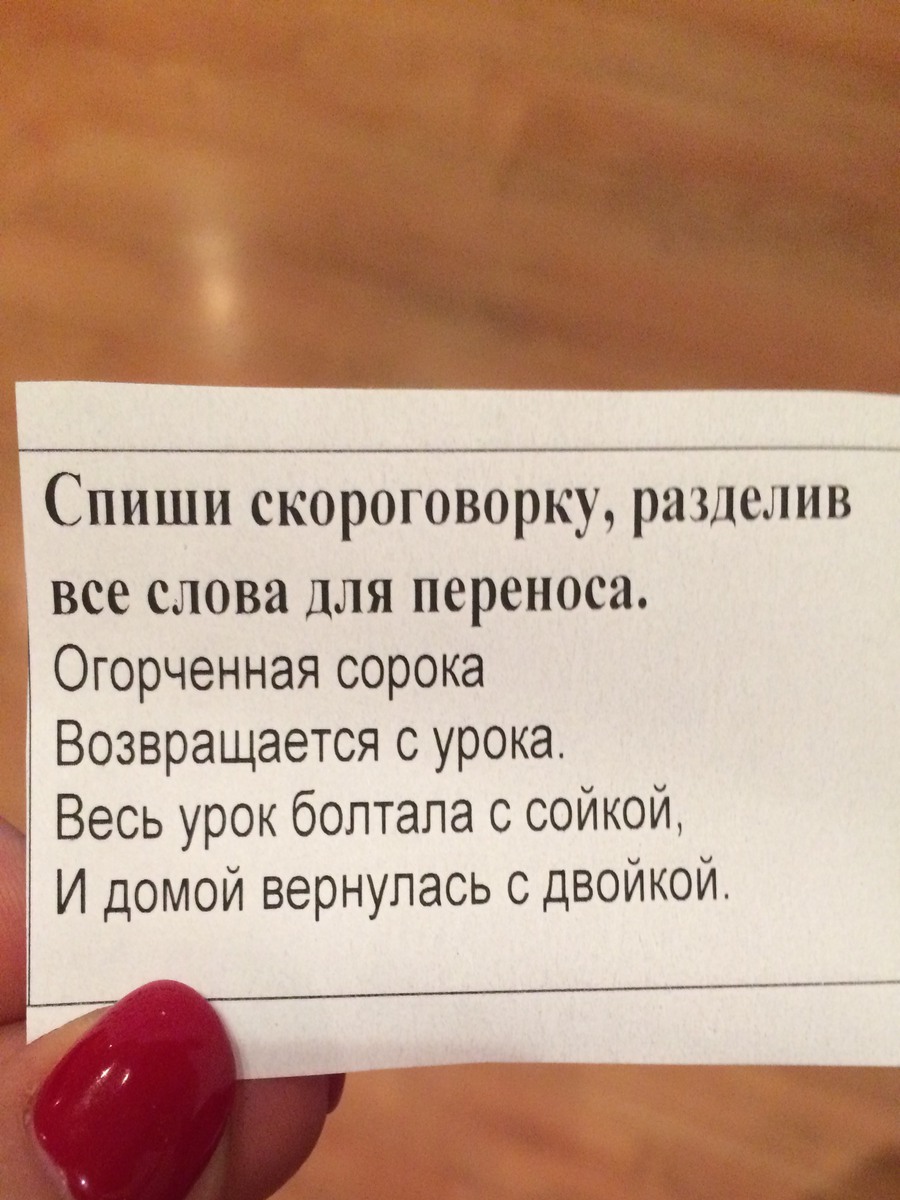 Спиши скороговорку, разделив
все слова для переноса.
Огорченная сорока
Возвращается с урока.
Весь урок болтала с сойкой,
И домой вернулась с двойкой.